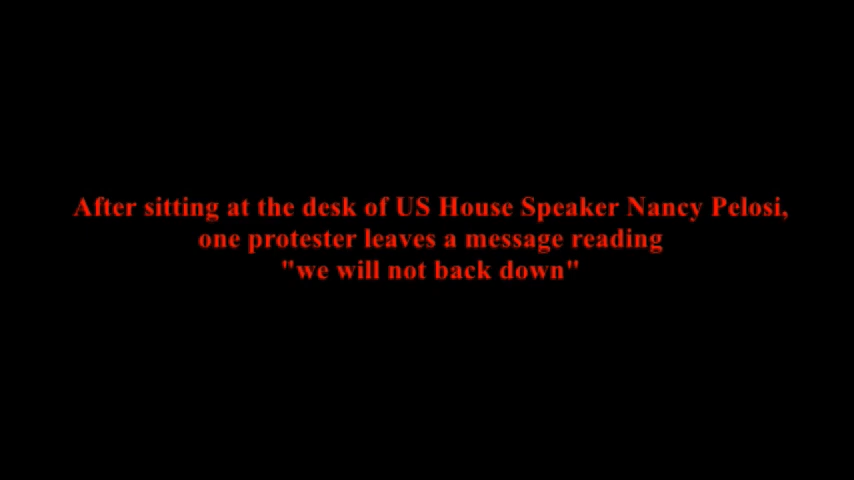 After sitting at the desk of US House Speaker Nancy Pelosi,
one protester leaves a message reading
"we will not back down"